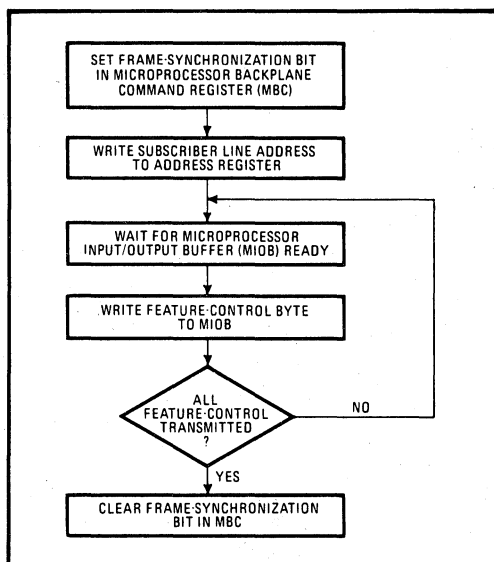 SET FRAME-SYNCHRONIZATION BIT
IN MICROPROCESSOR BACKPLANE
COMMAND REGISTER (MBC)
WRITE SUBSCRIBER LINE ADDRESS
TO ADDRESS REGISTER
WAIT FOR MICROPROCESSOR
INPUT/OUTPUT BUFFER (MIOB) READY
WRITE FEATURE-CONTROL BYTE
TO MIOB
ALL
FEATURE-CONTROL
TRANSMITTED
?
NO
YES
CLEAR FRAME-SYNCHRONIZATION
BIT IN MBC